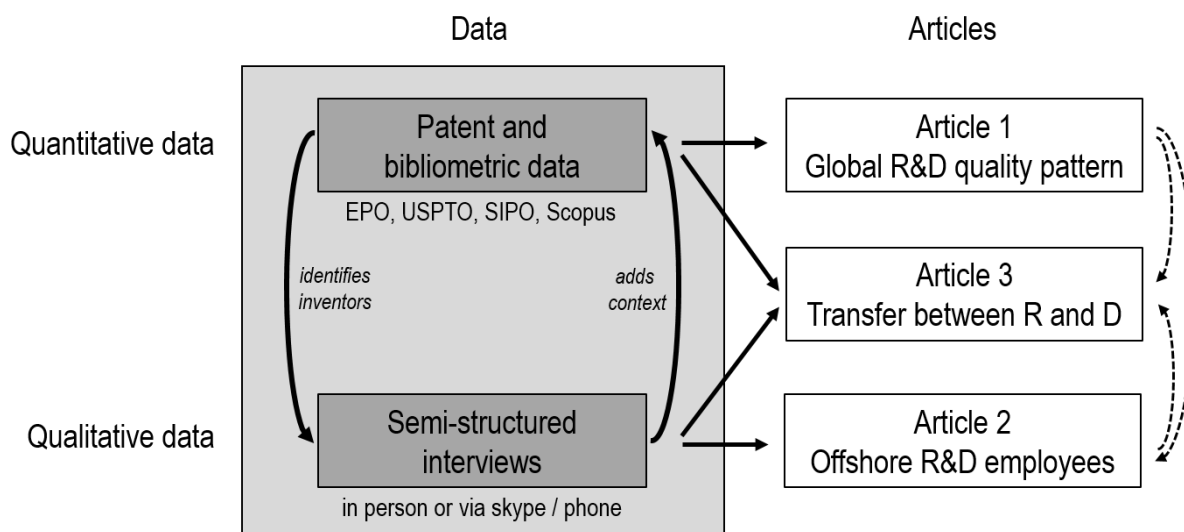 Data
Articles
Quantitative data
Patent and
bibliometric data
EPO, USPTO, SIPO, Scopus
Article 1
Global R&D quality pattern
identifies
inventors
adds
context
Article 3
Transfer between R and D
Qualitative data
Semi-structured
interviews
in person or via skype / phone
Article 2
Offshore R&D employees